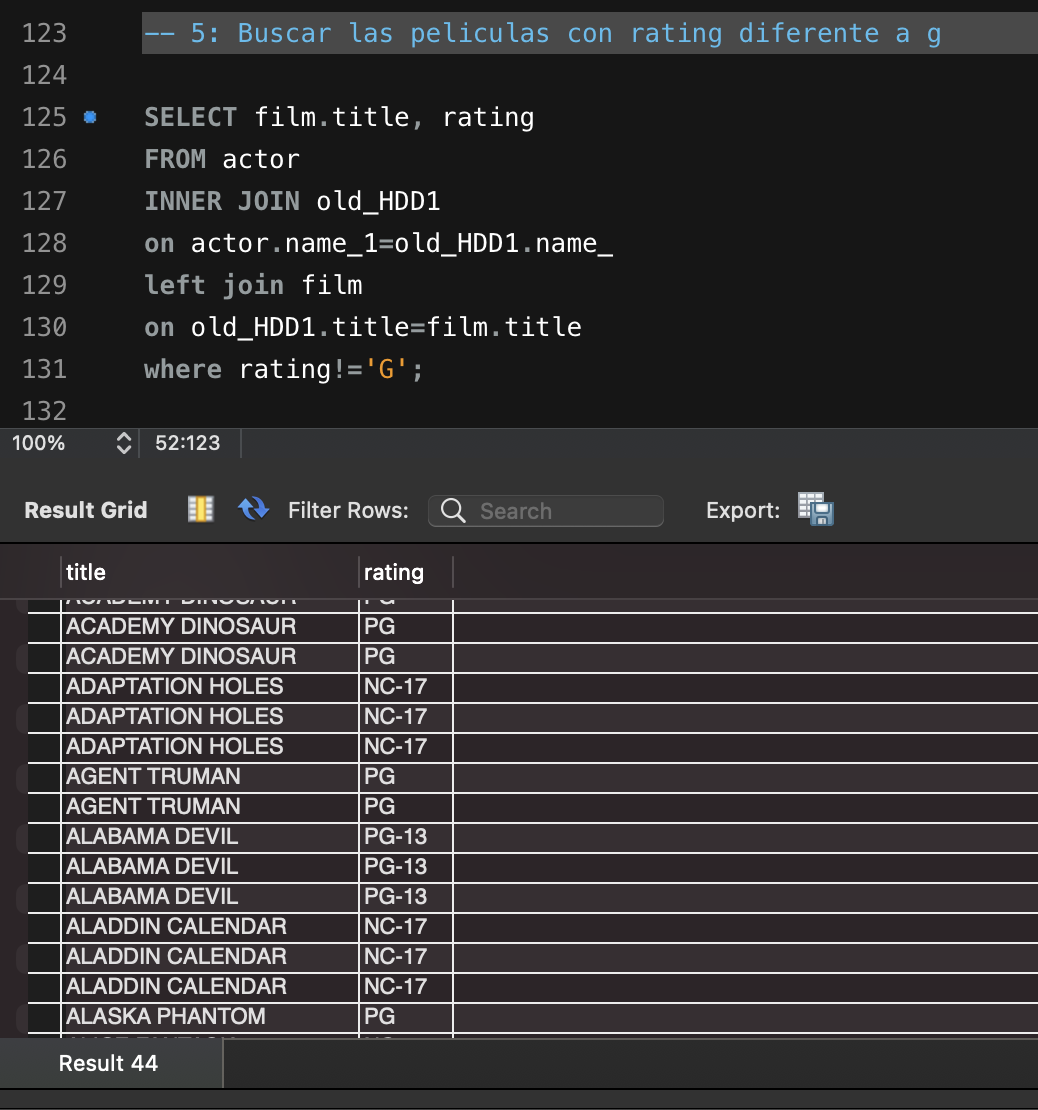 123 -- 5: Buscar las peliculas con rating diferente a g
124
125 SELECT film.title, rating
126 FROM actor
127 INNER JOIN old_HDD1
128 on actor.name_1=old_HDD1.name_
129 left join film
130 on old_HDD1.title=film.title
131 where rating!='G';
132
100% 52:123
Result Grid Filter Rows: Search Export:
title rating
ACADEMY DINOSAUR PG
ACADEMY DINOSAUR PG
ACADEMY DINOSAUR PG
ADAPTATION HOLES NC-17
ADAPTATION HOLES NC-17
ADAPTATION HOLES NC-17
AGENT TRUMAN PG
AGENT TRUMAN PG
ALABAMA DEVIL PG-13
ALABAMA DEVIL PG-13
ALABAMA DEVIL PG-13
ALADDIN CALENDAR NC-17
ALADDIN CALENDAR NC-17
ALADDIN CALENDAR NC-17
ALASKA PHANTOM PG
Result 44